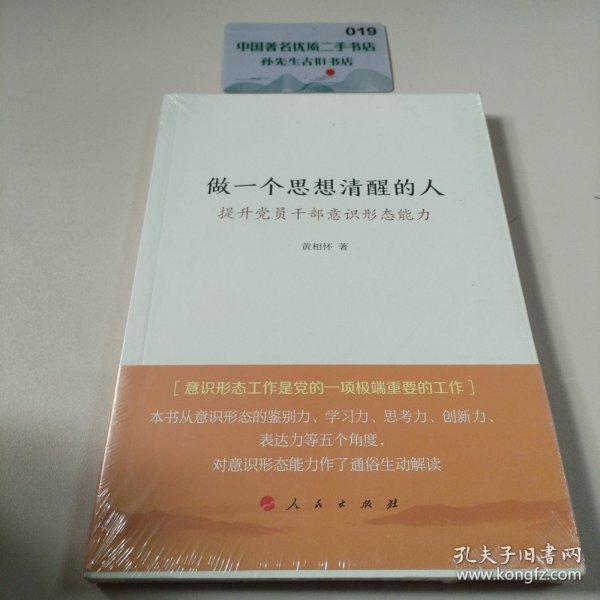 019
中国著名优质二手书店
孙先生古旧书店
做一个思想清醒的人
提升党员干部意识形态能力
黄相怀 著
[意识形态工作是党的一项极端重要的工作]
本书从意识形态的鉴别力、学习力、思考力、创新力、
表达力等五个角度，
对意识形态能力作了通俗生动解读
人民出版社
孔夫子旧书网
www.kongfz.com